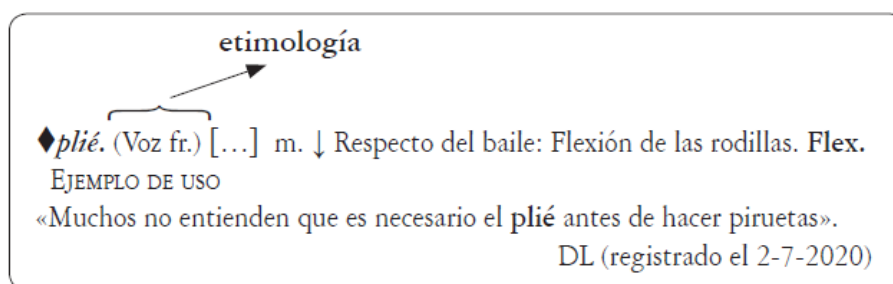 etimología
♦plié. (Voz fr.) [...] m. ↓ Respecto del baile: Flexión de las rodillas. Flex.
EJEMPLO DE USO
«Muchos no entienden que es necesario el plié antes de hacer piruetas».
DL (registrado el 2-7-2020)